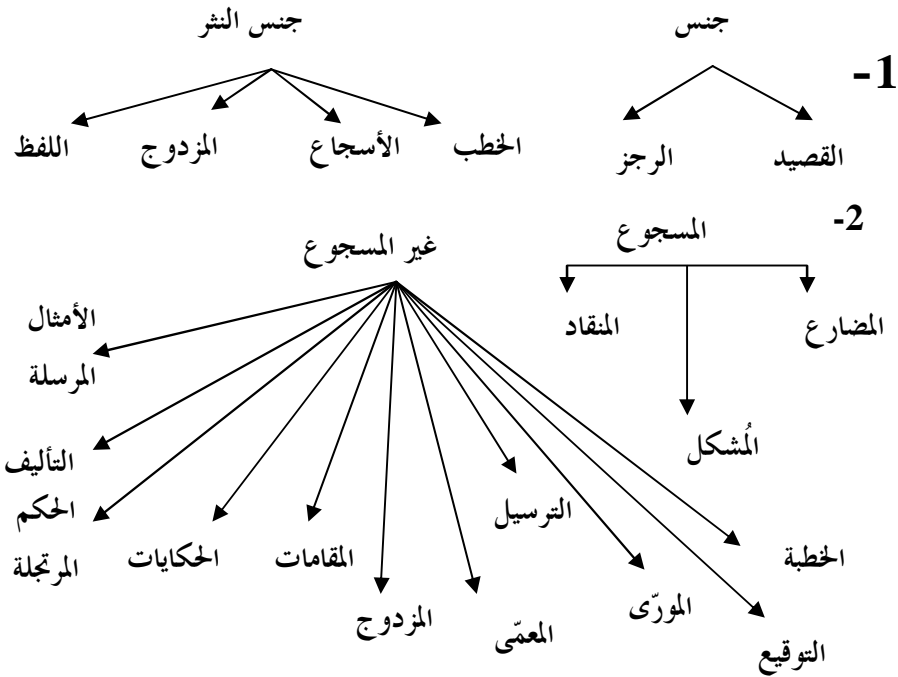 جنس
جنس النثر
1-
القصيد
الرجز
الخطب
الأسجاع
المزدوج
اللفظ
2-
المسجوع
غير المسجوع
المضارع
المُشكل
المنقاد
الخطبة
التوقيع
المورّى
الترسيل
المعمّى
المزدوج
المقامات
الحكايات
الأمثال
المرسلة
التأليف
الحكم
المرتجلة